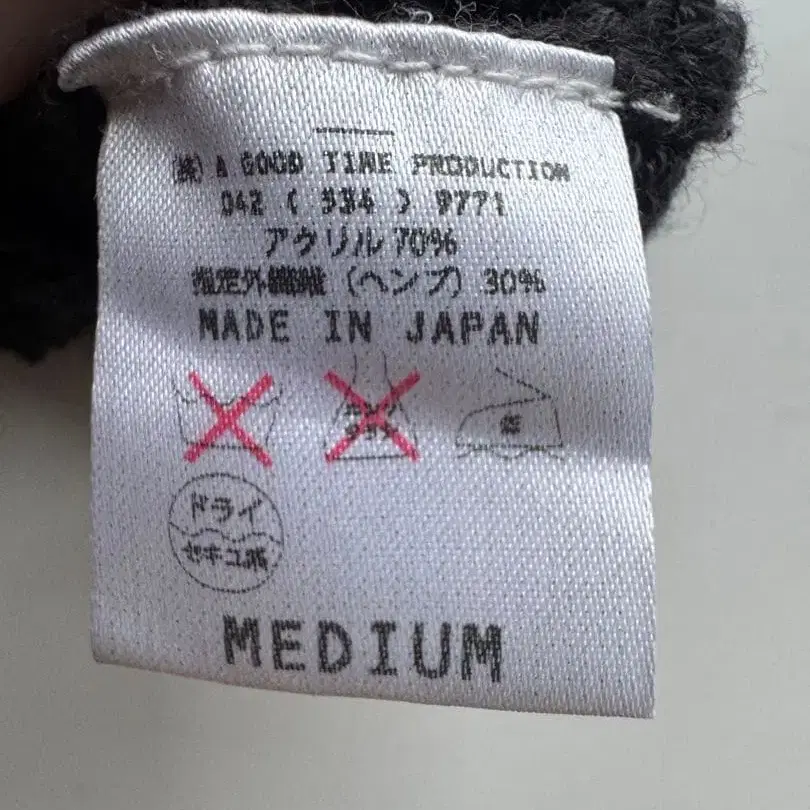 (株) A GOOD TIME PRODUCTION
042 ( 334 ) 9771
アクリル 70%
指定外繊維 (ヘンプ) 30%
MADE IN JAPAN
低
ドライ
セキユ系
MEDIUM